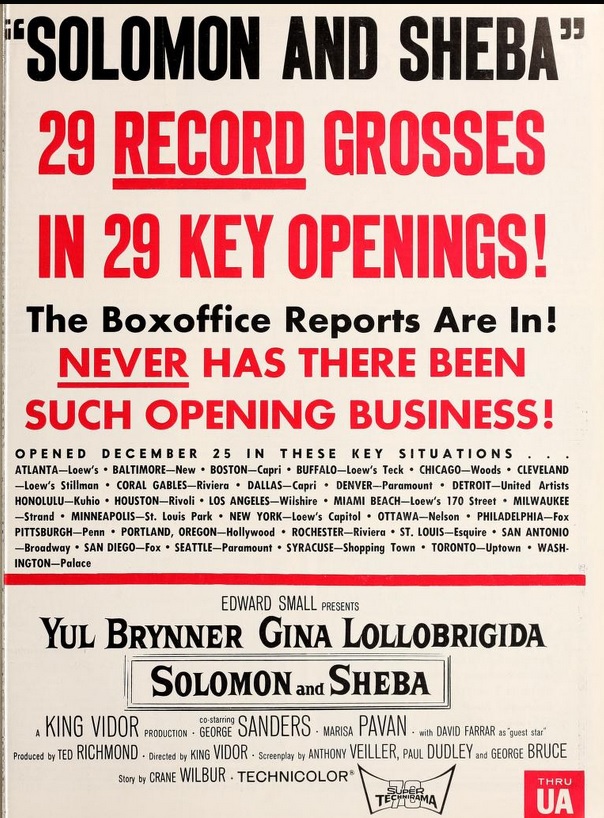 "SOLOMON AND SHEBA"
29 RECORD GROSSES
IN 29 KEY OPENINGS!
The Boxoffice Reports Are In!
NEVER HAS THERE BEEN
SUCH OPENING BUSINESS!
OPENED DECEMBER 25 IN THESE KEY SITUATIONS . . .
ATLANTA—Loew's • BALTIMORE—New • BOSTON—Capri • BUFFALO—Loew's Teck • CHICAGO—Woods • CLEVELAND
—Loew's Stillman • CORAL GABLES—Riviera • DALLAS—Capri • DENVER—Paramount • DETROIT—United Artists
HONOLULU—Kuhio • HOUSTON—Rivoli • LOS ANGELES—Wilshire • MIAMI BEACH—Loew's 170 Street • MILWAUKEE
—Strand • MINNEAPOLIS—St. Louis Park • NEW YORK—Loew's Capitol • OTTAWA—Nelson • PHILADELPHIA—Fox
PITTSBURGH—Penn • PORTLAND, OREGON—Hollywood • ROCHESTER—Riviera • ST. LOUIS—Esquire • SAN ANTONIO
—Broadway • SAN DIEGO—Fox • SEATTLE—Paramount • SYRACUSE—Shopping Town • TORONTO—Uptown • WASH-
INGTON—Palace
EDWARD SMALL PRESENTS
YUL BRYNNER GINA LOLLOBRIGIDA
SOLOMON and SHEBA
A KING VIDOR PRODUCTION · co-starring GEORGE SANDERS · MARISA PAVAN · with DAVID FARRAR as "guest star"
Produced by TED RICHMOND · Directed by KING VIDOR · Screenplay by ANTHONY VEILLER, PAUL DUDLEY and GEORGE BRUCE
Story by CRANE WILBUR · TECHNICOLOR®
SUPER
TECHNIRAMA
70
THRU
UA